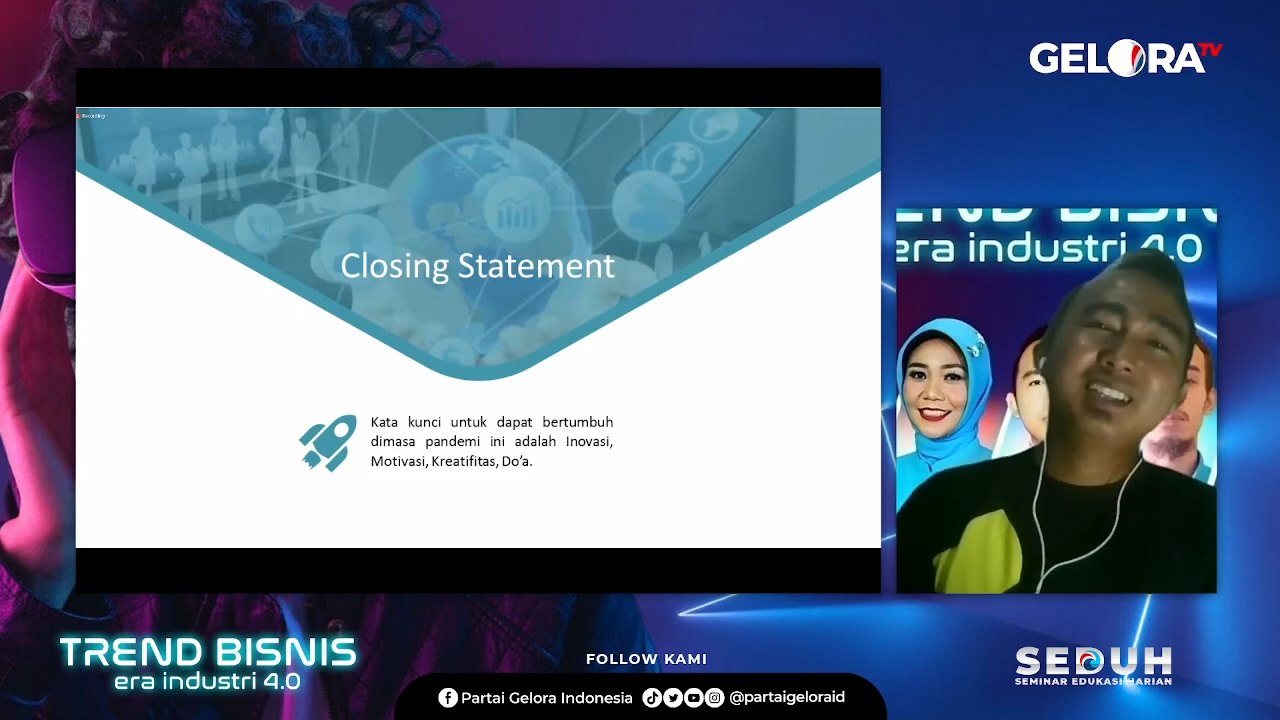 GELORA TV
Recording
Closing Statement
Kata kunci untuk dapat bertumbuh
dimasa pandemi ini adalah Inovasi,
Motivasi, Kreatifitas, Do’a.
TREND BISN
era industri 4.0
TREND BISNIS
era industri 4.0
FOLLOW KAMI
Partai Gelora Indonesia
@partaigeloraid
SEDUH
SEMINAR EDUKASI HARIAN